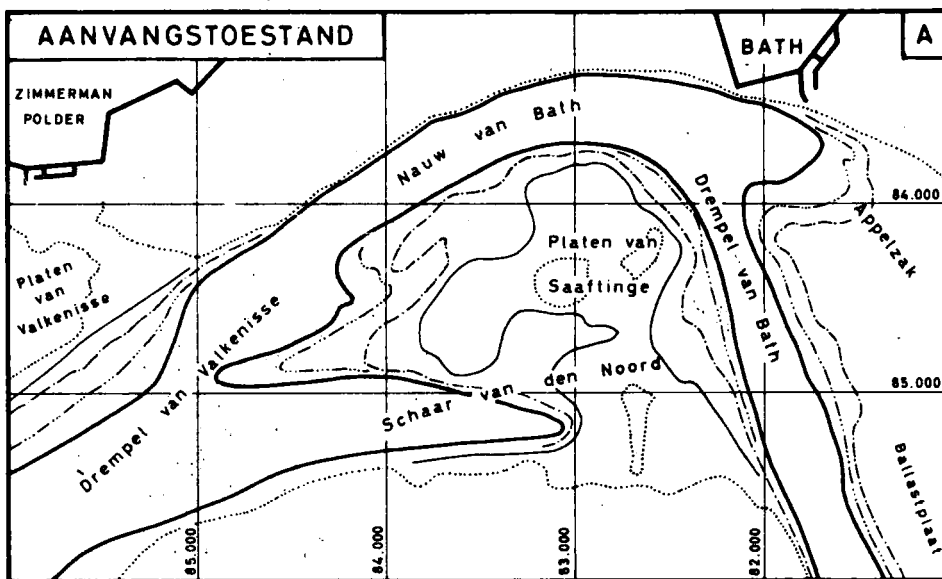 AANVANGSTOESTAND
BATH
A
ZIMMERMAN
POLDER
Nauw van Bath
Drempel van Bath
84.000
Appelzak
Platen van
Saaftinge
Platen
van
Valkenisse
Drempel van Valkenisse
Schaar van den Noord
85.000
Ballastplaat
85.000
84.000
83.000
82.000